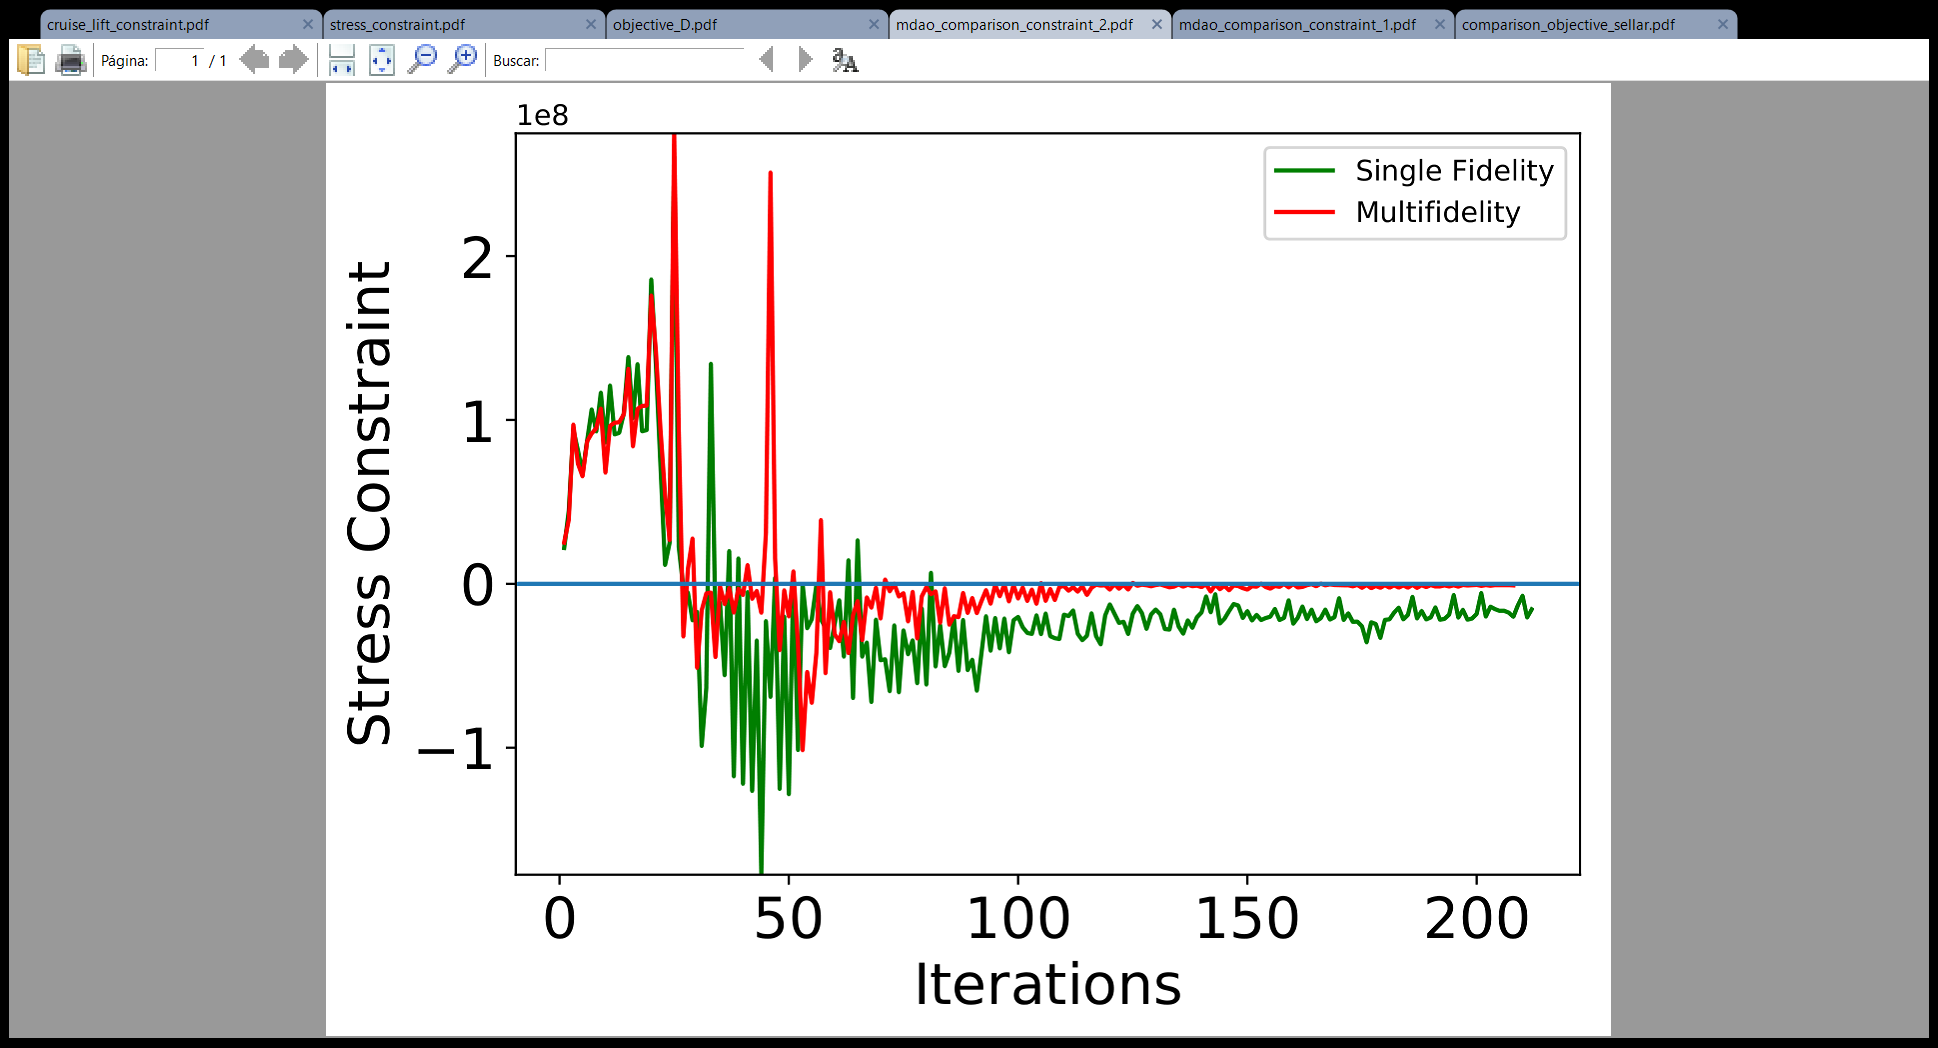 cruise_lift_constraint.pdf
stress_constraint.pdf
objective_D.pdf
mdao_comparison_constraint_2.pdf
mdao_comparison_constraint_1.pdf
comparison_objective_sellar.pdf
Página: 1 / 1
Buscar:
aA
1e8
Single Fidelity
Multifidelity
2
1
0
−1
Stress Constraint
0 50 100 150 200
Iterations